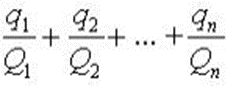 q₁/Q₁ + q₂/Q₂ + ... + qₙ/Qₙ